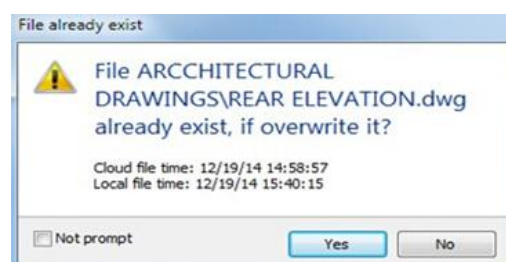 File already exist
File ARCCHITECTURAL
DRAWINGS\REAR ELEVATION.dwg
already exist, if overwrite it?
Cloud file time: 12/19/14 14:58:57
Local file time: 12/19/14 15:40:15
Not prompt
Yes
No